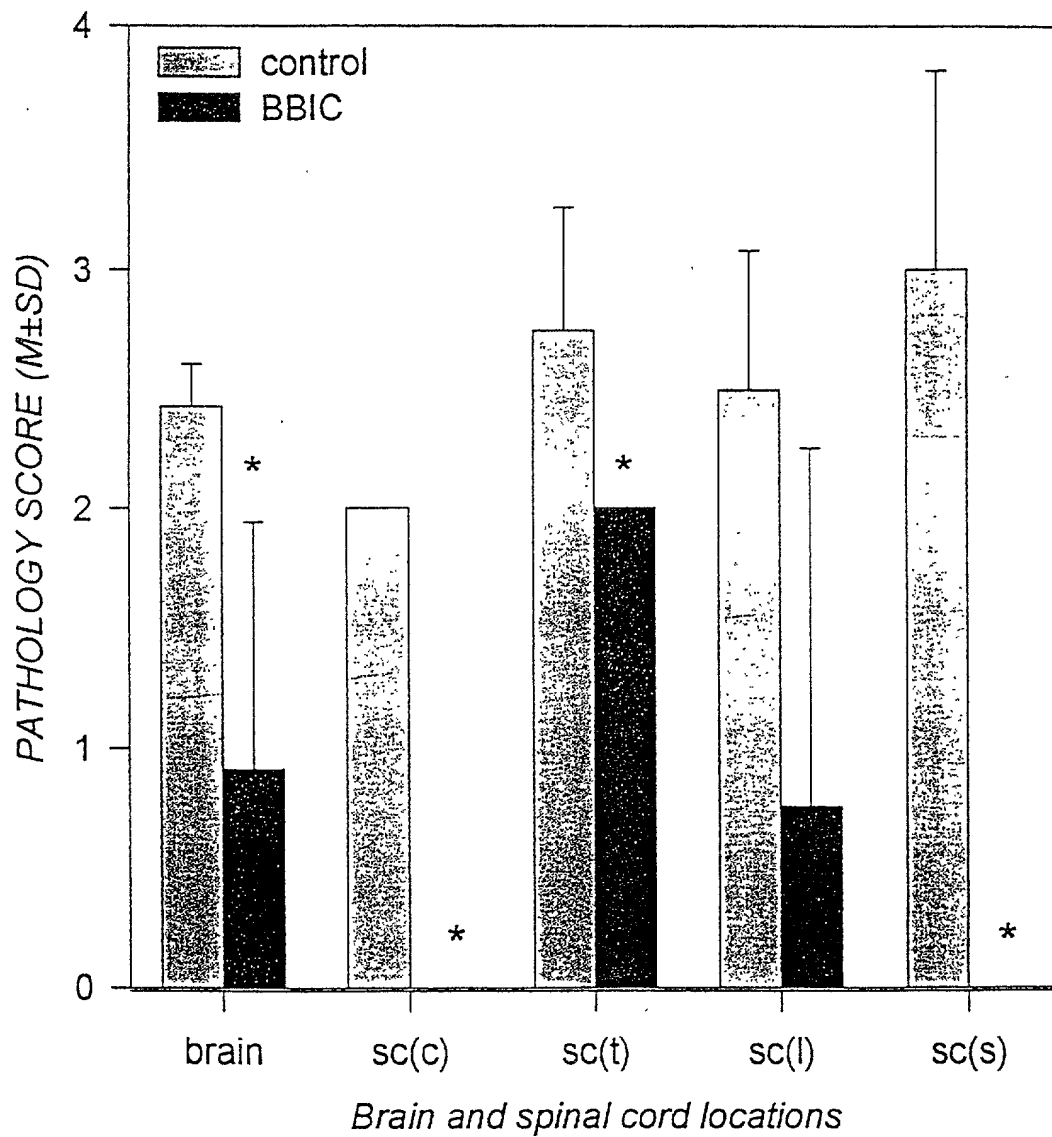 4
control
BBIC
3
2
1
0
PATHOLOGY SCORE (M±SD)
*
*
*
*
brain sc(c) sc(t) sc(l) sc(s)
Brain and spinal cord locations